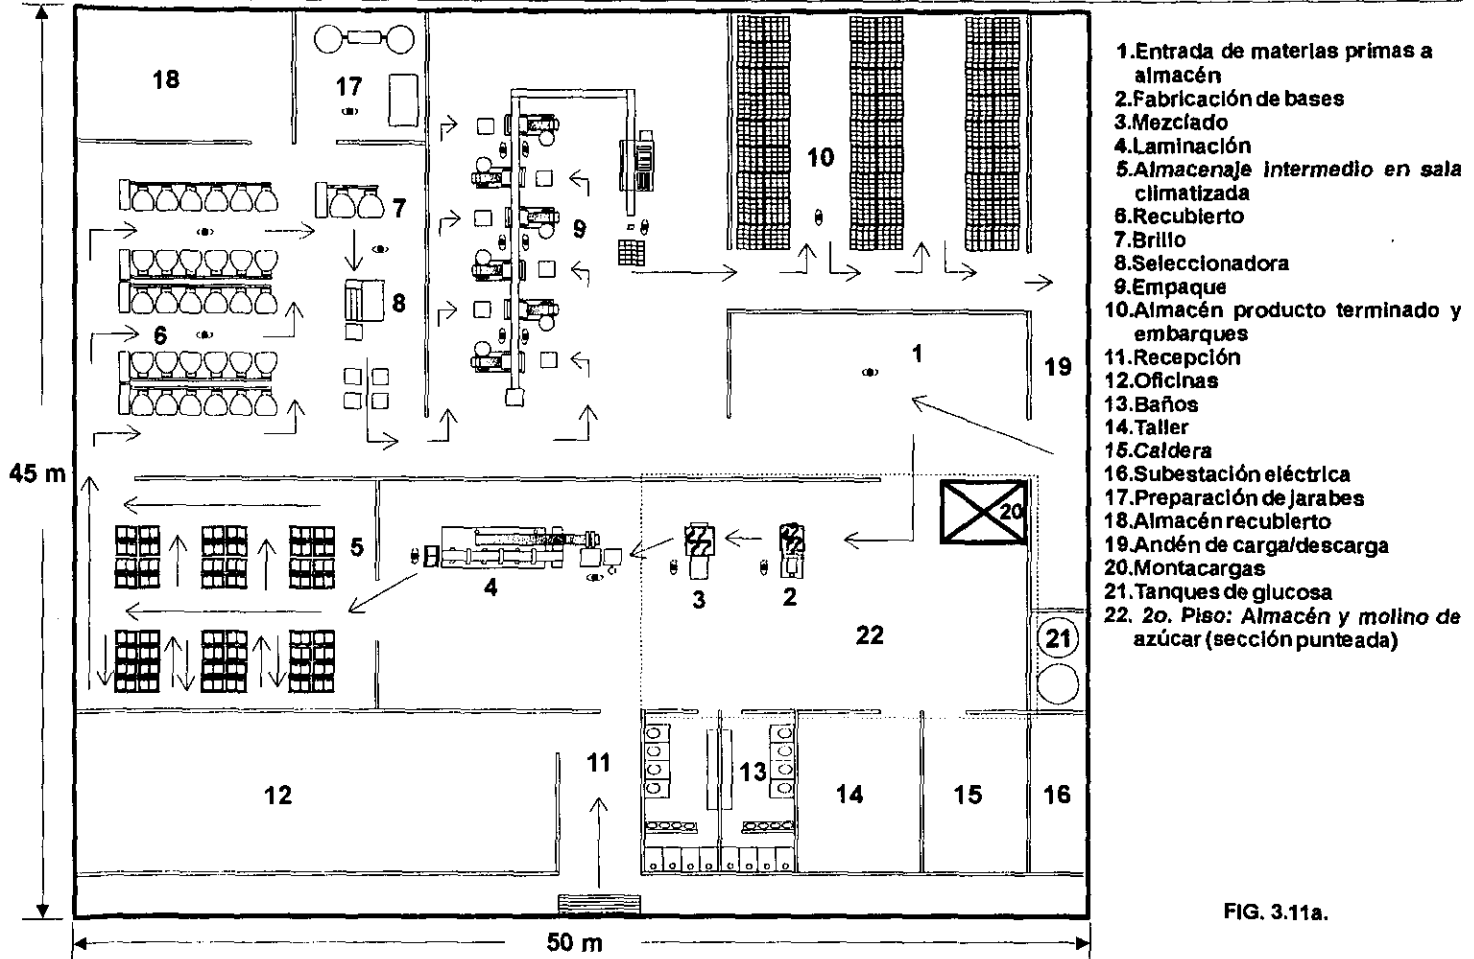 18
17
10
7
9
8
6
1
19
45 m
5
20
4
3
2
22
21
11
12
13
14
15
16
50 m
1.Entrada de materias primas a
almacén
2.Fabricación de bases
3.Mezclado
4.Laminación
5.Almacenaje intermedio en sala
climatizada
6.Recubierto
7.Brillo
8.Seleccionadora
9.Empaque
10.Almacén producto terminado y
embarques
11.Recepción
12.Oficinas
13.Baños
14.Taller
15.Caldera
16.Subestación eléctrica
17.Preparación de jarabes
18.Almacén recubierto
19.Andén de carga/descarga
20.Montacargas
21.Tanques de glucosa
22. 2o. Piso: Almacén y molino de
azúcar (sección punteada)
FIG. 3.11a.